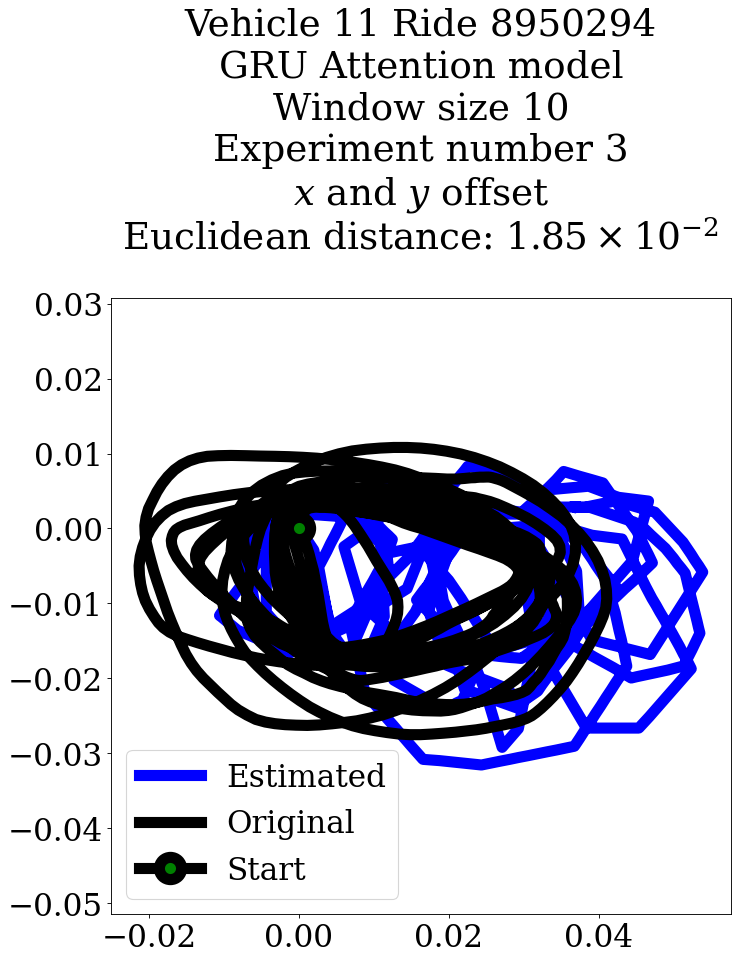 Vehicle 11 Ride 8950294
GRU Attention model
Window size 10
Experiment number 3
x and y offset
Euclidean distance: 1.85 × 10⁻²
0.03
0.02
0.01
0.00
−0.01
−0.02
−0.03
−0.04
−0.05
Estimated
Original
Start
−0.02 0.00 0.02 0.04